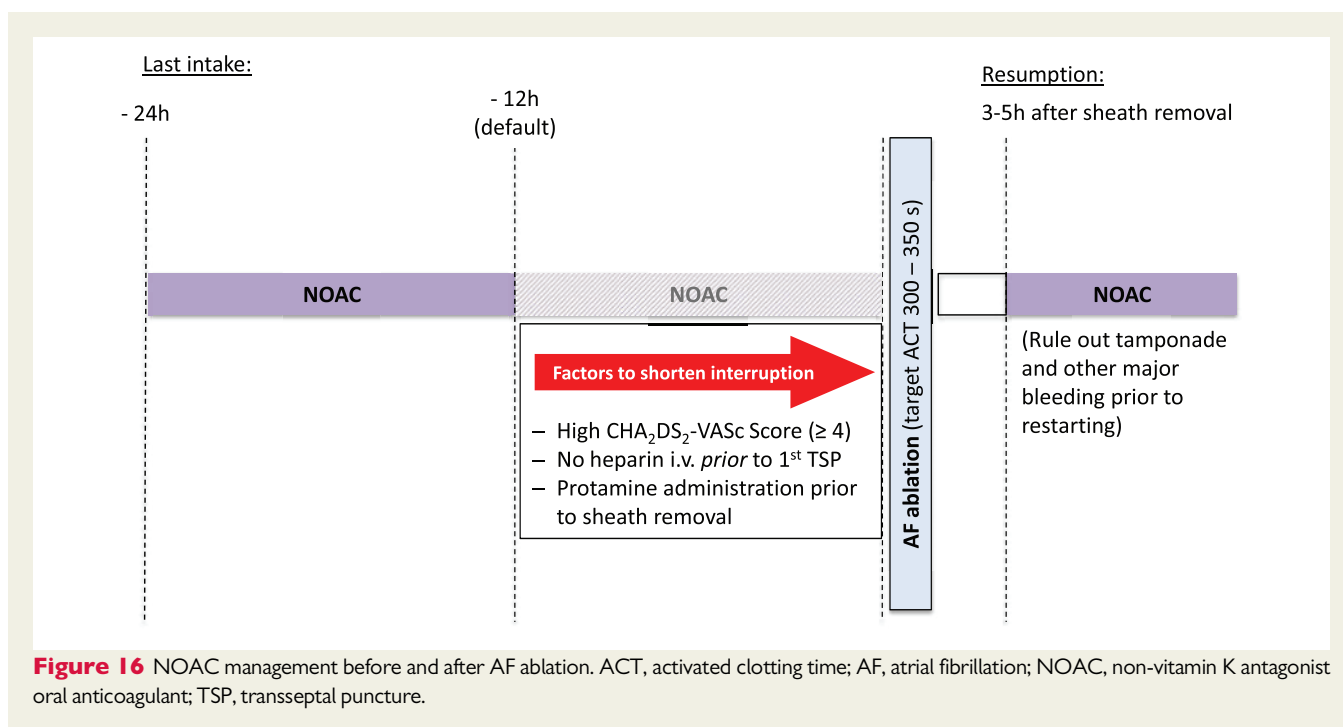 Last intake:
- 24h
- 12h
(default)
Resumption:
3-5h after sheath removal
NOAC
NOAC
AF ablation (target ACT 300 – 350 s)
NOAC
Factors to shorten interruption
– High CHA₂DS₂-VASc Score (≥ 4)
– No heparin i.v. prior to 1st TSP
– Protamine administration prior
to sheath removal
(Rule out tamponade
and other major
bleeding prior to
restarting)
Figure 16 NOAC management before and after AF ablation. ACT, activated clotting time; AF, atrial fibrillation; NOAC, non-vitamin K antagonist
oral anticoagulant; TSP, transseptal puncture.